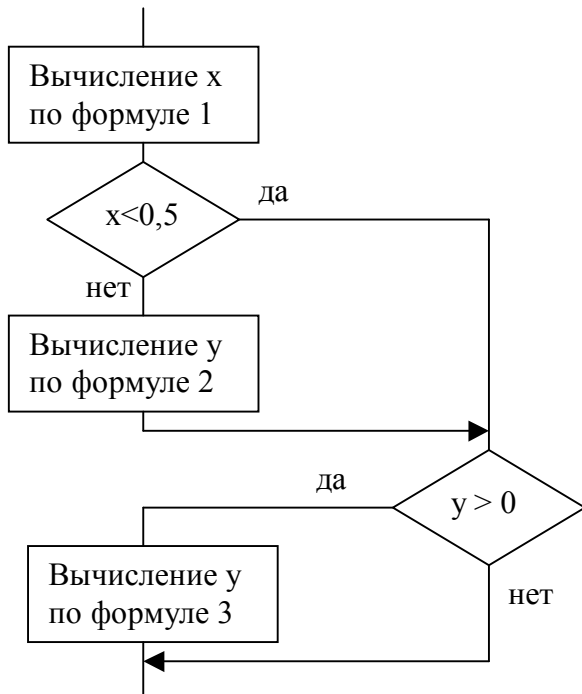 Вычисление x
по формуле 1
да
x<0,5
нет
Вычисление y
по формуле 2
да
y > 0
Вычисление y
по формуле 3
нет